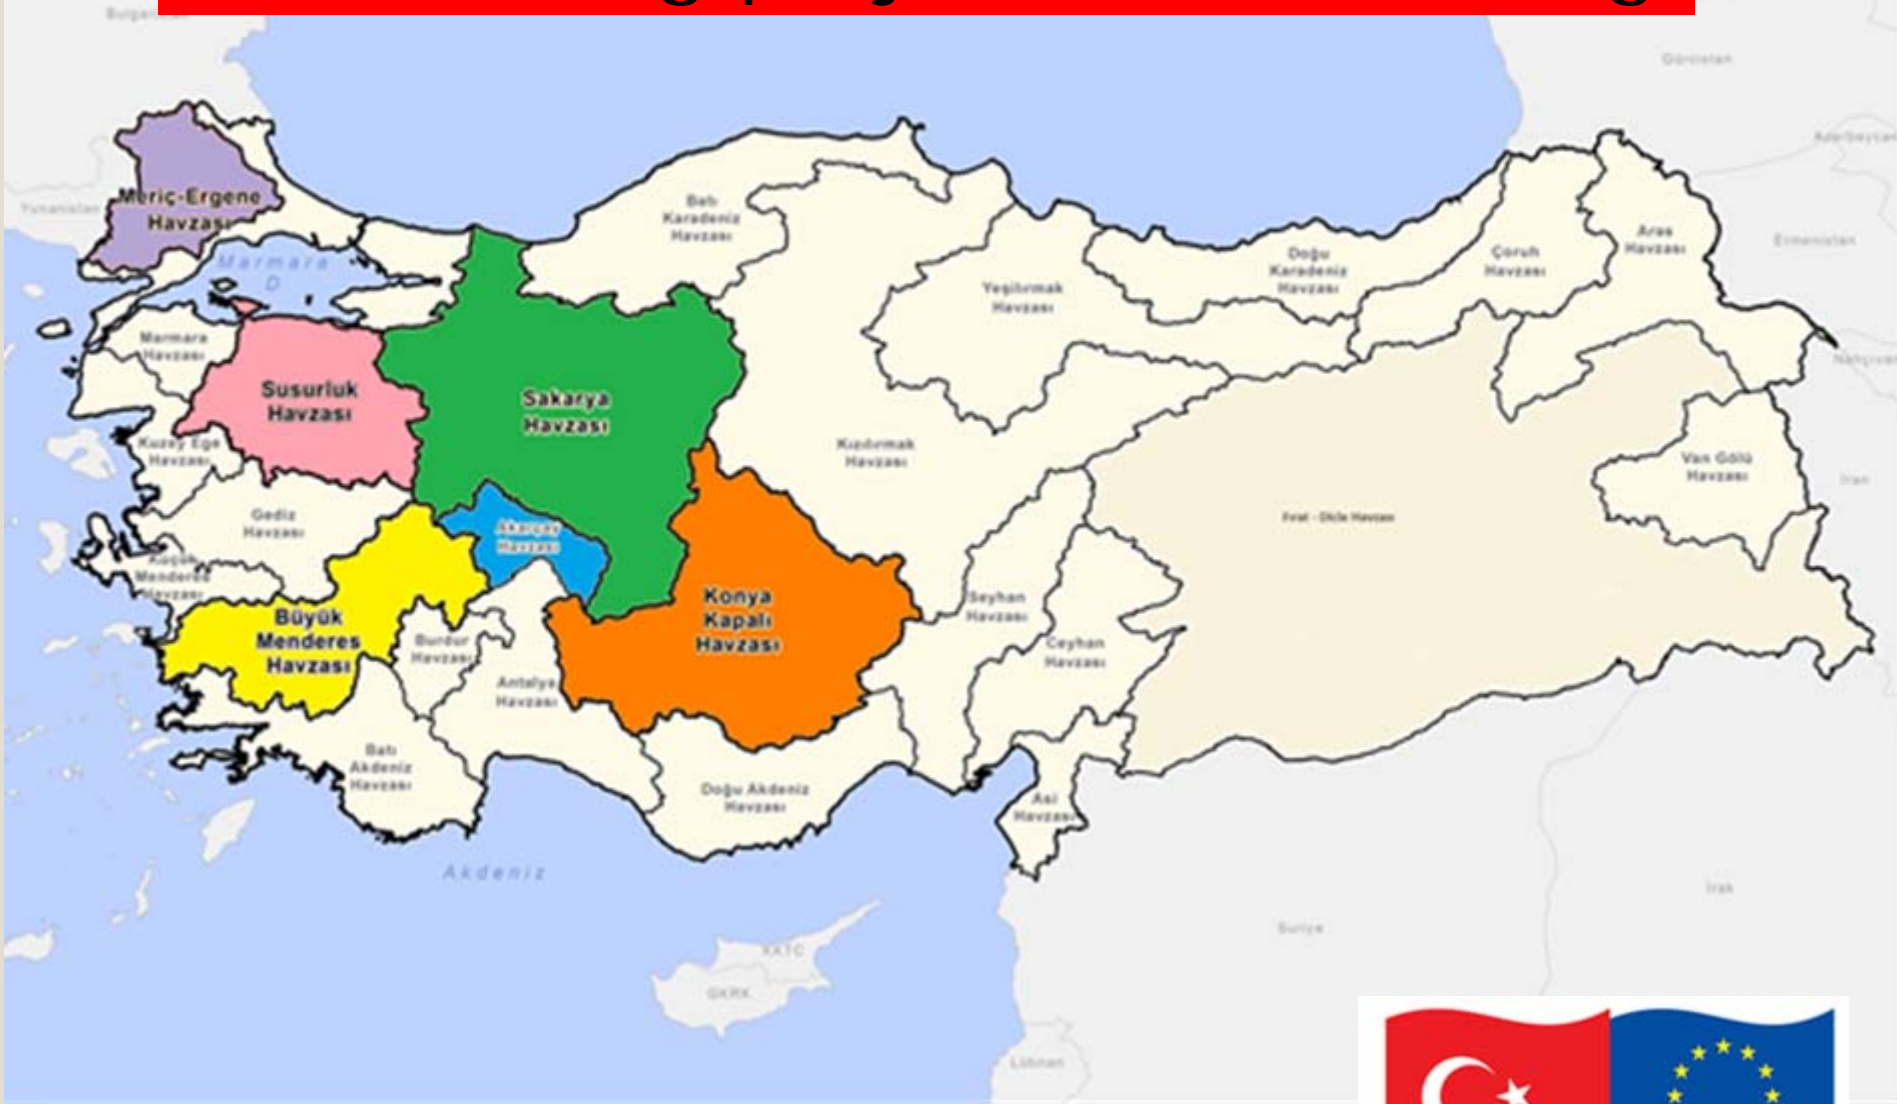 Bulgaristan
Gürcistan
Azerbaycan
Meriç-Ergene
Havzası
Yunanistan
Batı
Karadeniz
Havzası
Marmara
D
Doğu
Karadeniz
Havzası
Çoruh
Havzası
Aras
Havzası
Ermenistan
Yeşilırmak
Havzası
Marmara
Havzası
Susurluk
Havzası
Sakarya
Havzası
Kuzey Ege
Havzası
Kızılırmak
Havzası
Van Gölü
Havzası
İran
Gediz
Havzası
Akarçay
Havzası
Fırat - Dicle Havzası
Küçük
Menderes
Havzası
Büyük
Menderes
Havzası
Burdur
Havzası
Konya
Kapalı
Havzası
Seyhan
Havzası
Ceyhan
Havzası
Antalya
Havzası
Batı
Akdeniz
Havzası
Doğu Akdeniz
Havzası
Asi
Havzası
Akdeniz
Irak
Suriye
KKTC
GKRK
Lübnan